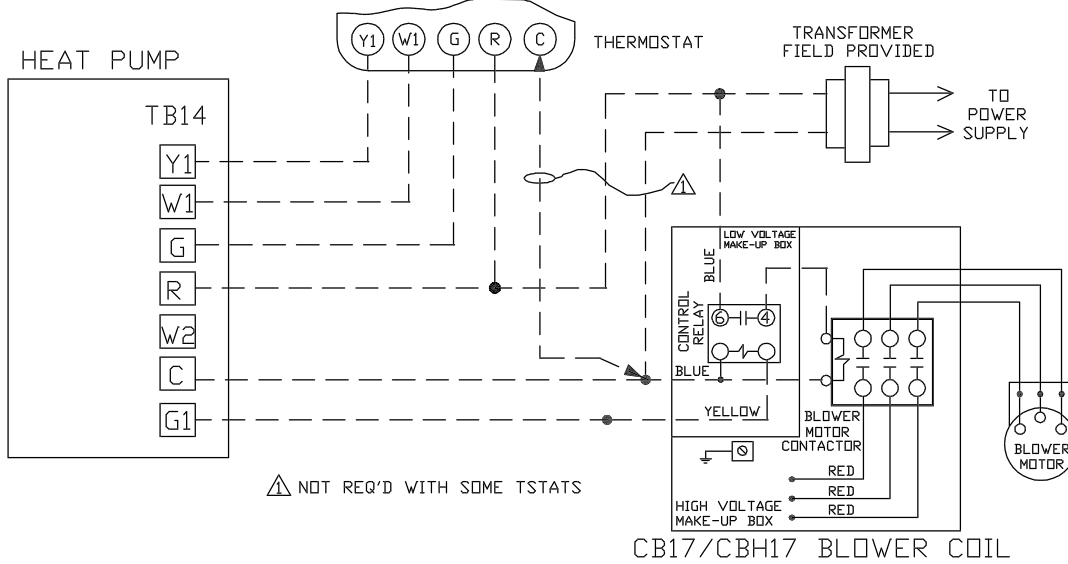 Y1 W1 G R C
THERMOSTAT
TRANSFORMER
FIELD PROVIDED
TO
POWER
SUPPLY
HEAT PUMP
TB14
Y1
W1
G
R
W2
C
G1
1
LOW VOLTAGE
MAKE-UP BOX
BLUE
CONTROL
RELAY
6 4
BLUE
YELLOW
BLOWER
MOTOR
CONTACTOR
BLOWER
MOTOR
RED
RED
RED
HIGH VOLTAGE
MAKE-UP BOX
1 NOT REQ'D WITH SOME TSTATS
CB17/CBH17 BLOWER COIL